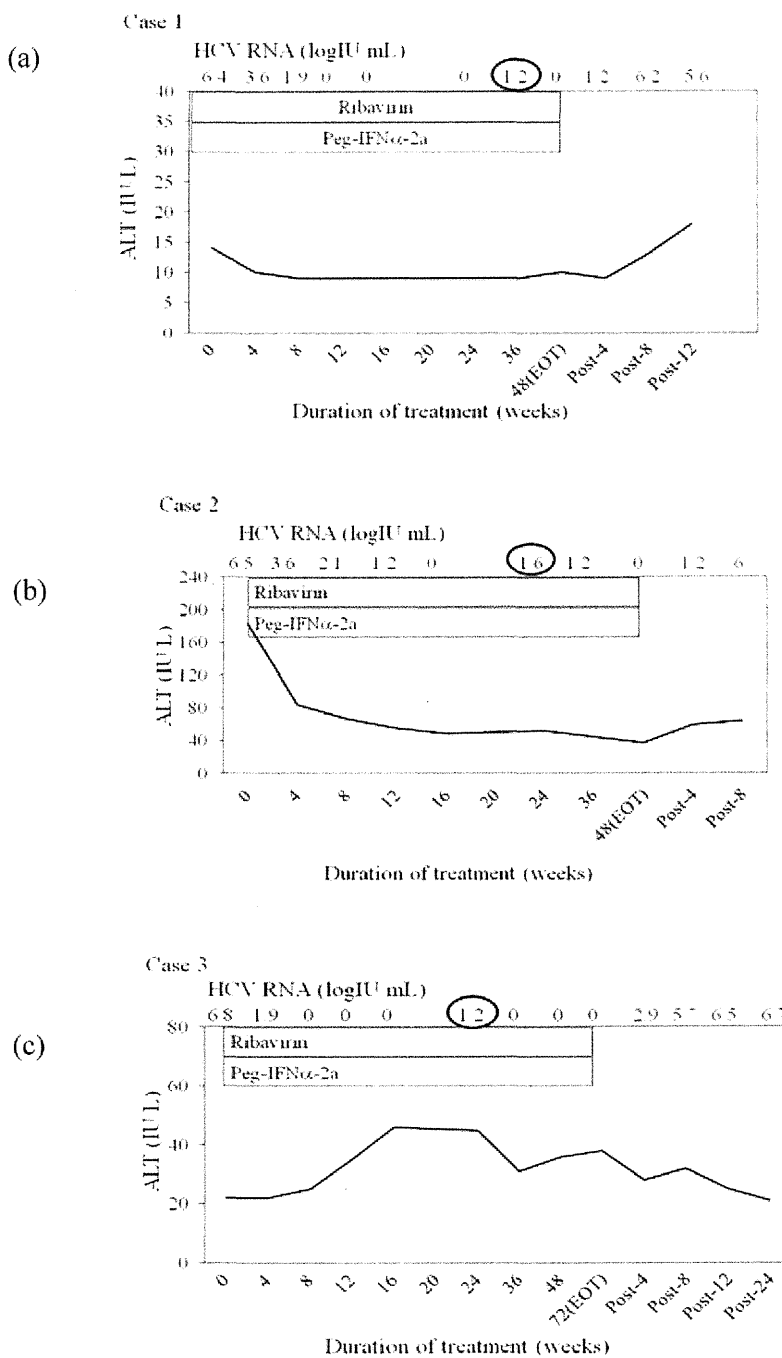 Case 1
(a)
HCV RNA (logIU mL)
6 4 3 6 1 9 0 0 0 1 2 0 1 2 6 2 5 6
Ribavirin
Peg-IFNα-2a
ALT (IU L)
40
35
30
25
20
15
10
5
0
0 4 8 12 16 20 24 36 48(EOT) Post-4 Post-8 Post-12
Duration of treatment (weeks)
Case 2
(b)
HCV RNA (logIU mL)
6 5 3 6 2 1 1 2 0 1 6 1 2 0 1 2 6
Ribavirin
Peg-IFNα-2a
ALT (IU L)
240
200
160
120
80
40
0
0 4 8 12 16 20 24 36 48(EOT) Post-4 Post-8
Duration of treatment (weeks)
Case 3
(c)
HCV RNA (logIU mL)
6 8 1 9 0 0 0 1 2 0 0 0 2 9 5 7 6 5
Ribavirin
Peg-IFNα-2a
ALT (IU L)
80
60
40
20
0
0 4 8 12 16 20 24 36 48 72(EOT) Post-4 Post-8 Post-12 Post-24
Duration of treatment (weeks)